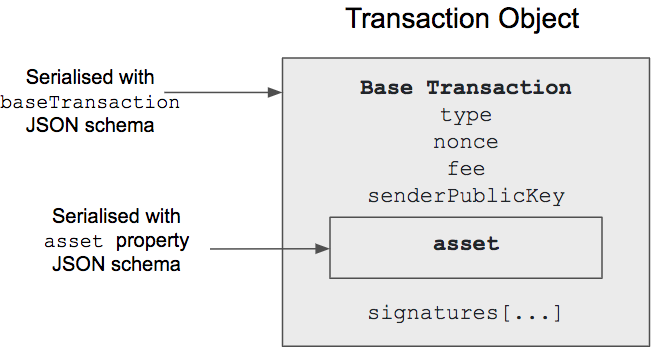 Transaction Object
Serialised with
baseTransaction
JSON schema
Base Transaction
type
nonce
fee
senderPublicKey
Serialised with
asset property
JSON schema
asset
signatures[...]